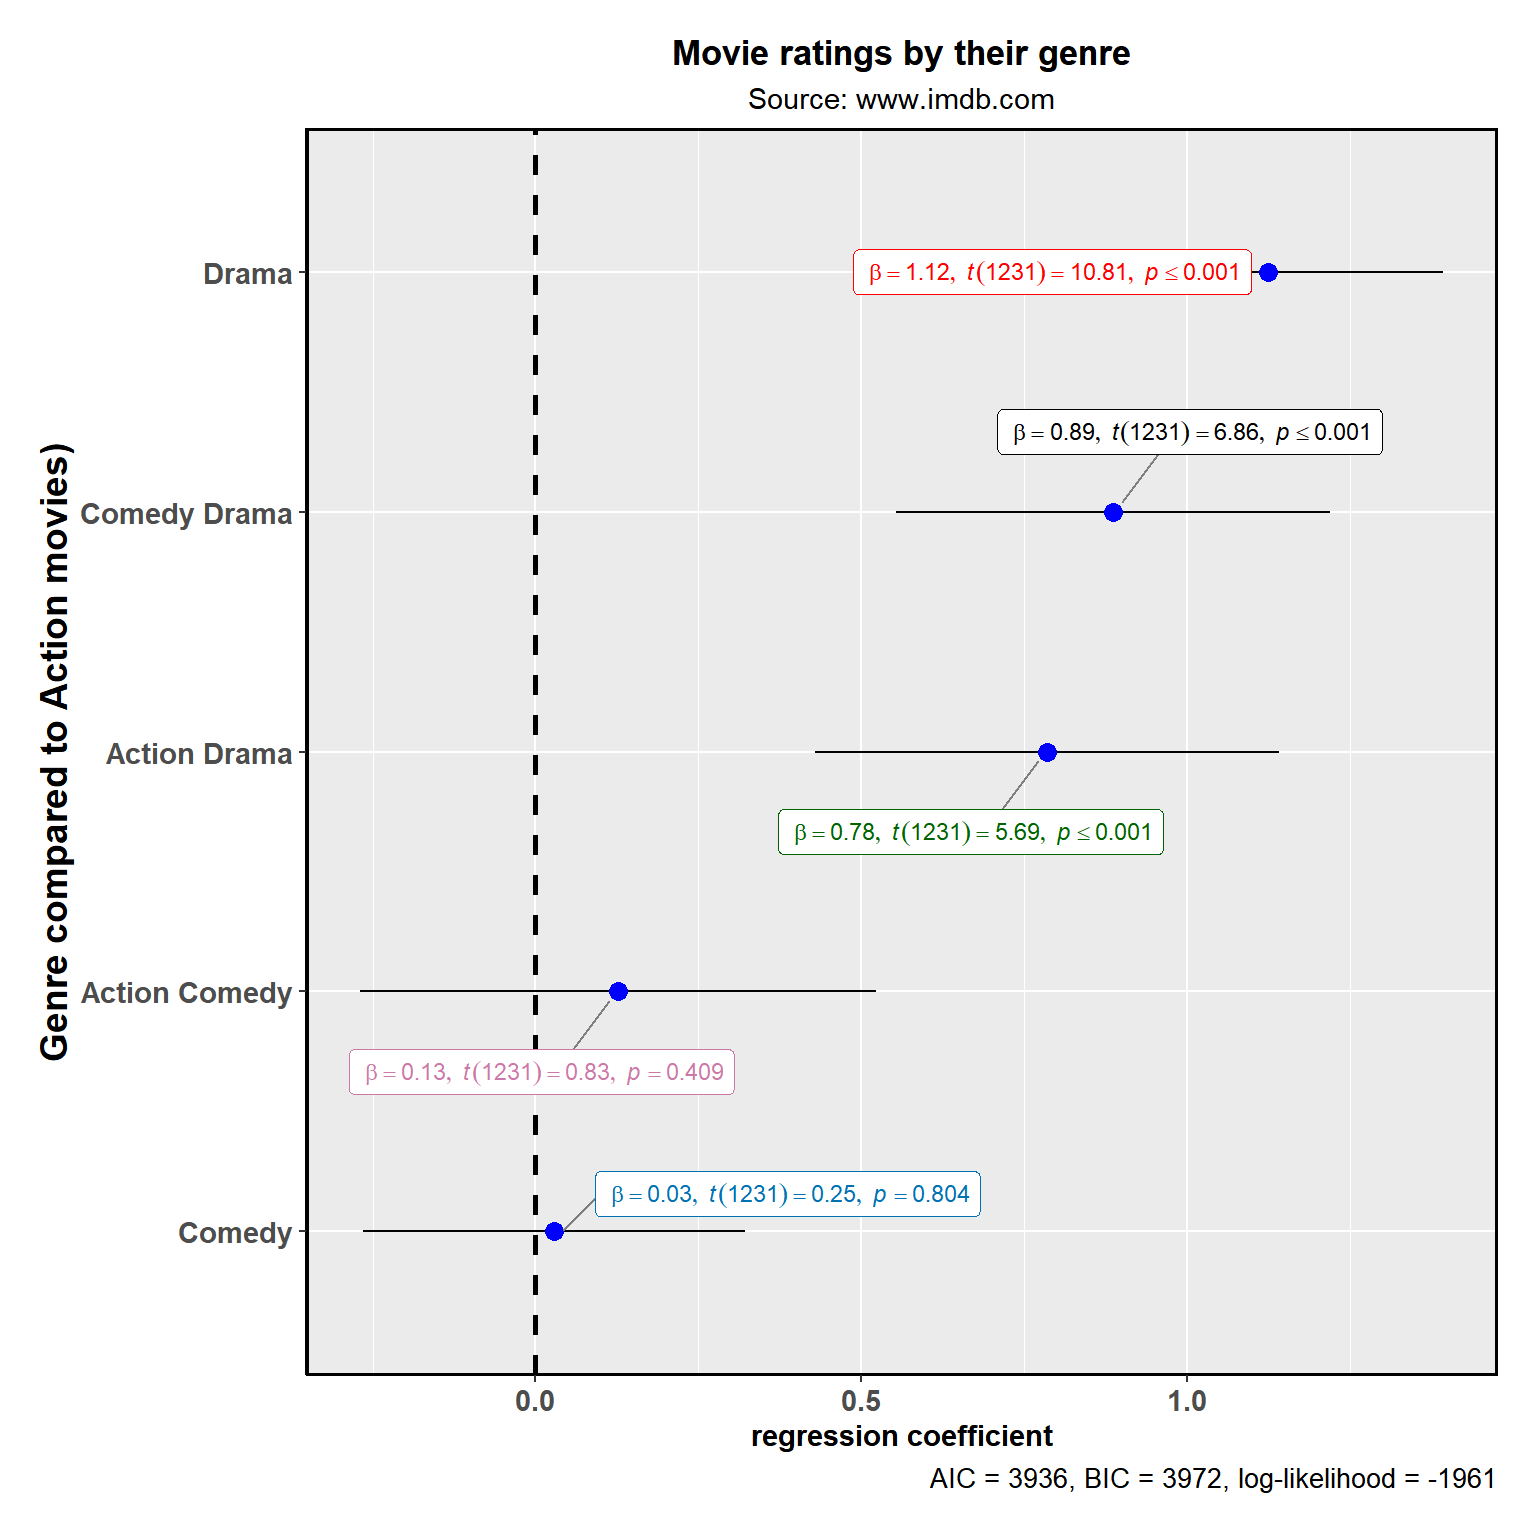 Movie ratings by their genre
Source: www.imdb.com
Genre compared to Action movies)
Drama
β = 1.12, t(1231) = 10.81, p ≤ 0.001
β = 0.89, t(1231) = 6.86, p ≤ 0.001
Comedy Drama
Action Drama
β = 0.78, t(1231) = 5.69, p ≤ 0.001
Action Comedy
β = 0.13, t(1231) = 0.83, p = 0.409
β = 0.03, t(1231) = 0.25, p = 0.804
Comedy
0.0 0.5 1.0
regression coefficient
AIC = 3936, BIC = 3972, log-likelihood = -1961